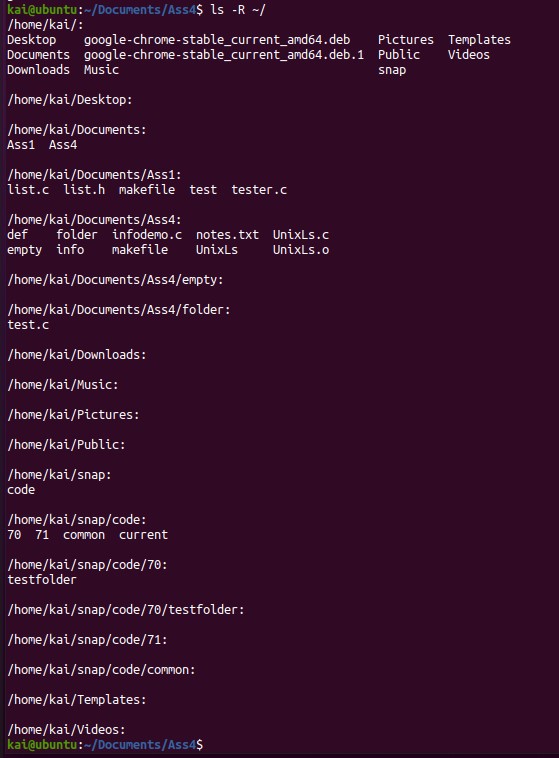 kai@ubuntu:~/Documents/Ass4$ ls -R ~/
/home/kai/:
Desktop    google-chrome-stable_current_amd64.deb    Pictures  Templates
Documents  google-chrome-stable_current_amd64.deb.1  Public    Videos
Downloads  Music                                     snap

/home/kai/Desktop:

/home/kai/Documents:
Ass1  Ass4

/home/kai/Documents/Ass1:
list.c  list.h  makefile  test  tester.c

/home/kai/Documents/Ass4:
def    folder  infodemo.c  notes.txt  UnixLs.c
empty  info    makefile    UnixLs     UnixLs.o

/home/kai/Documents/Ass4/empty:

/home/kai/Documents/Ass4/folder:
test.c

/home/kai/Downloads:

/home/kai/Music:

/home/kai/Pictures:

/home/kai/Public:

/home/kai/snap:
code

/home/kai/snap/code:
70  71  common  current

/home/kai/snap/code/70:
testfolder

/home/kai/snap/code/70/testfolder:

/home/kai/snap/code/71:

/home/kai/snap/code/common:

/home/kai/Templates:

/home/kai/Videos:
kai@ubuntu:~/Documents/Ass4$